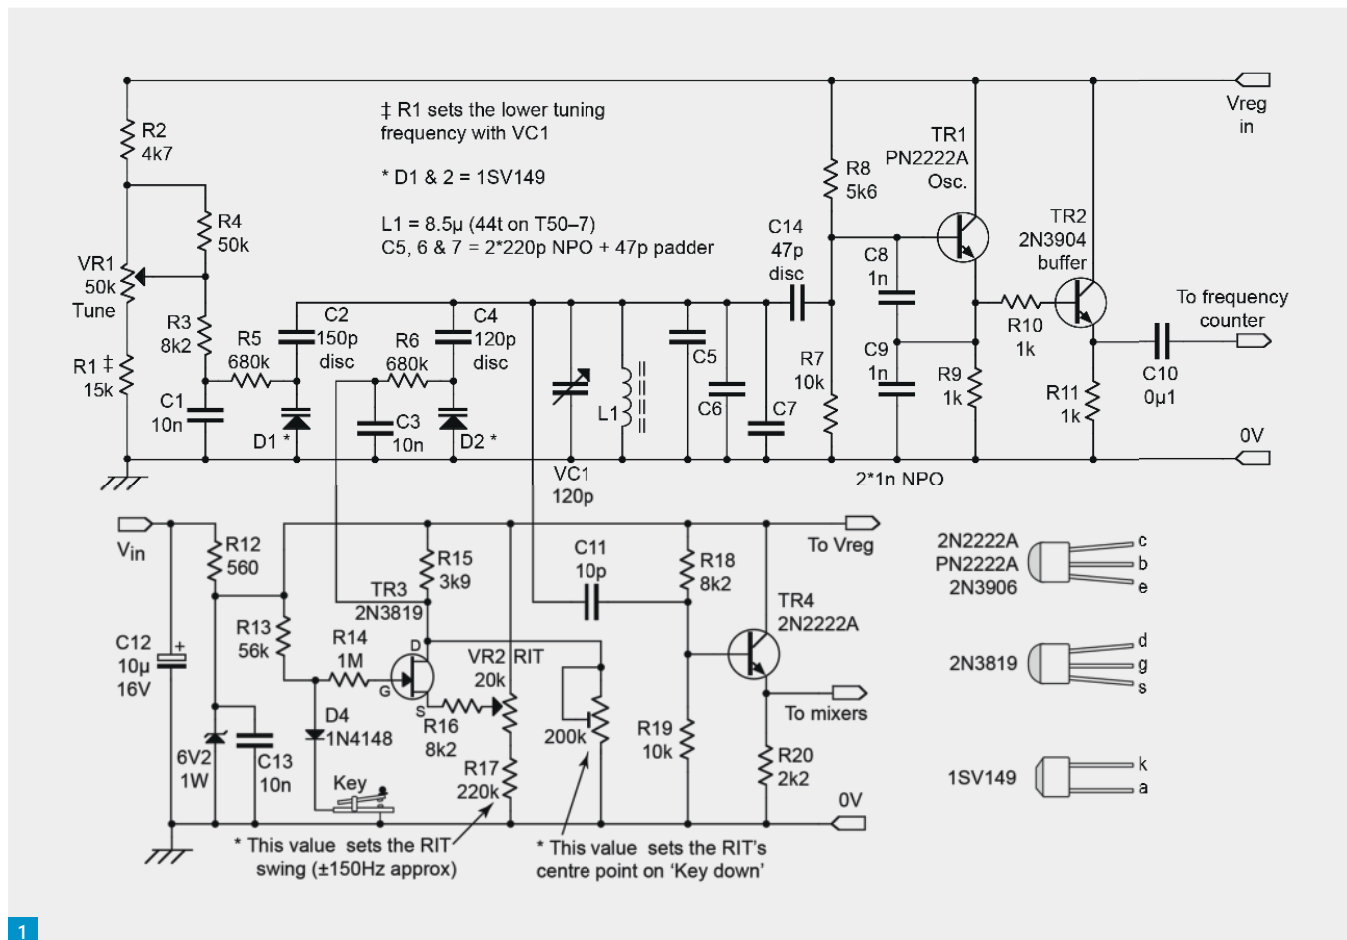 ‡ R1 sets the lower tuning
frequency with VC1
* D1 & 2 = 1SV149
L1 = 8.5µ (44t on T50–7)
C5, 6 & 7 = 2*220p NPO + 47p padder
Vreg
in
R2
4k7
R4
50k
VR1
50k
Tune
R3
8k2
R1 ‡
15k
C1
10n
R5
680k
C2
150p
disc
D1 *
R6
680k
C4
120p
disc
C3
10n
D2 *
VC1
120p
L1
C5
C6
C7
C14
47p
disc
R8
5k6
R7
10k
C8
1n
C9
1n
TR1
PN2222A
Osc.
R9
1k
R10
1k
TR2
2N3904
buffer
R11
1k
C10
0µ1
To frequency
counter
0V
2*1n NPO
Vin
R12
560
C12
10µ
16V
+
6V2
1W
C13
10n
R13
56k
R14
1M
D4
1N4148
Key
TR3
2N3819
D
G
S
R15
3k9
R16
8k2
VR2 RIT
20k
R17
220k
200k
C11
10p
R18
8k2
R19
10k
TR4
2N2222A
R20
2k2
To Vreg
To mixers
0V
* This value sets the RIT
swing (±150Hz approx)
* This value sets the RIT's
centre point on 'Key down'
2N2222A
PN2222A
2N3906
c
b
e
2N3819
d
g
s
1SV149
k
a
1